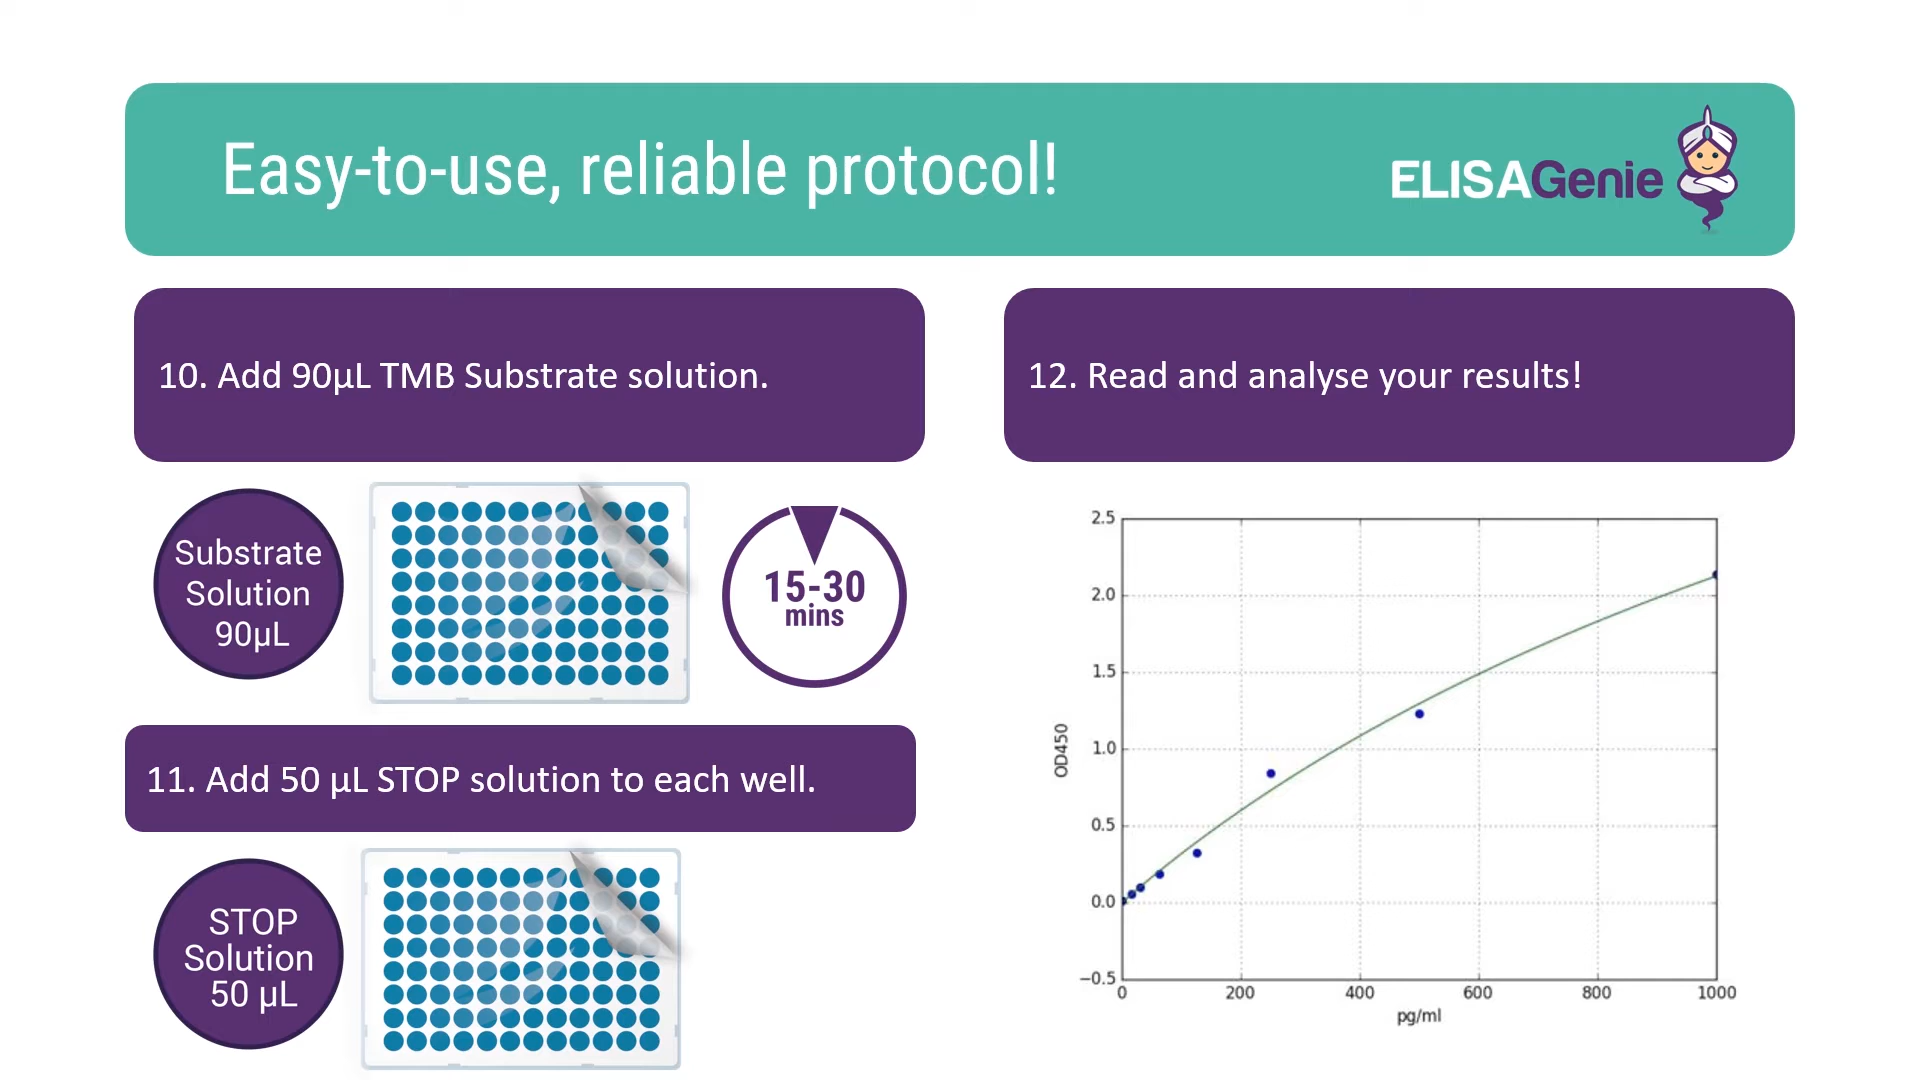 Easy-to-use, reliable protocol!
ELISAGenie
10. Add 90µL TMB Substrate solution.
Substrate
Solution
90µL
15-30
mins
11. Add 50 µL STOP solution to each well.
STOP
Solution
50 µL
12. Read and analyse your results!
2.5
2.0
1.5
1.0
0.5
0.0
−0.5
OD450
0 200 400 600 800 1000
pg/ml